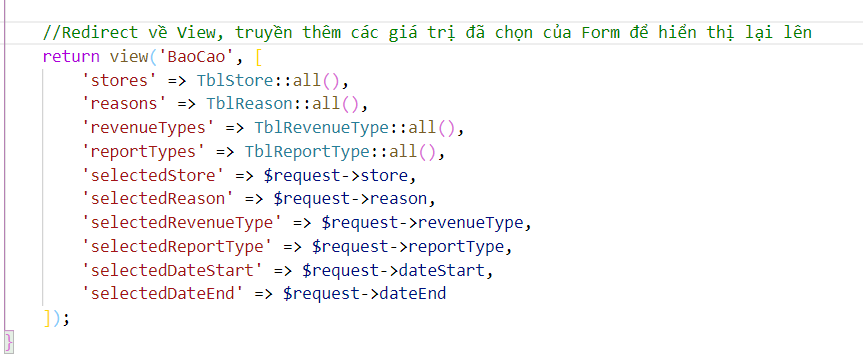 //Redirect về View, truyền thêm các giá trị đã chọn của Form để hiển thị lại lên
return view('BaoCao', [
'stores' => TblStore::all(),
'reasons' => TblReason::all(),
'revenueTypes' => TblRevenueType::all(),
'reportTypes' => TblReportType::all(),
'selectedStore' => $request->store,
'selectedReason' => $request->reason,
'selectedRevenueType' => $request->revenueType,
'selectedReportType' => $request->reportType,
'selectedDateStart' => $request->dateStart,
'selectedDateEnd' => $request->dateEnd
]);
}